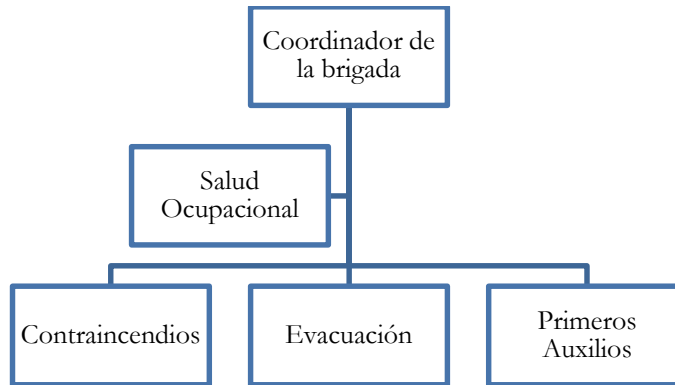 Coordinador de
la brigada
Salud
Ocupacional
Contraincendios
Evacuación
Primeros
Auxilios